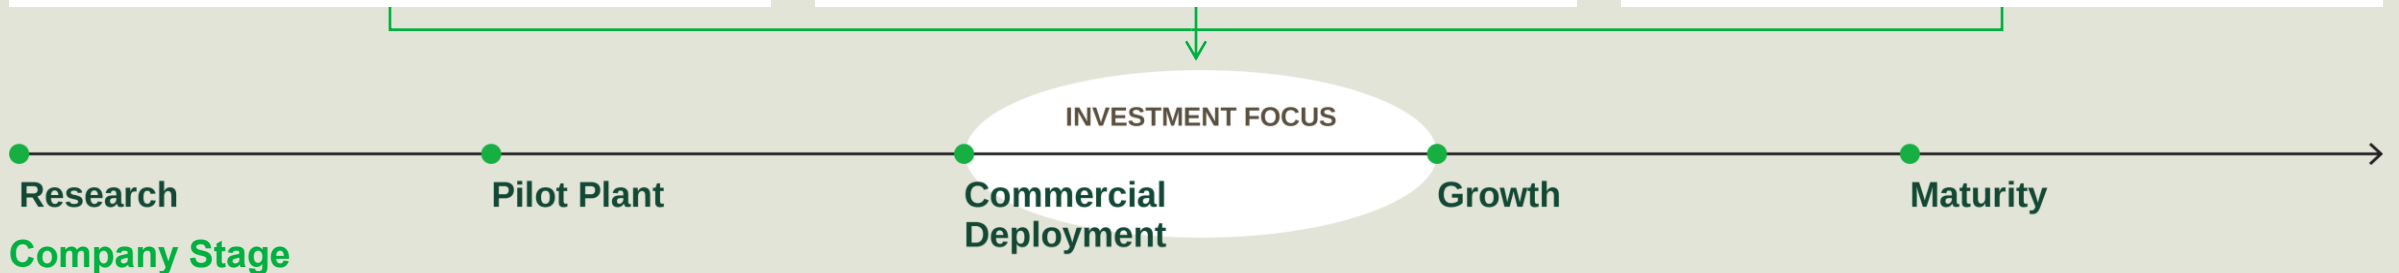 INVESTMENT FOCUS
Research
Pilot Plant
Commercial
Deployment
Growth
Maturity
Company Stage